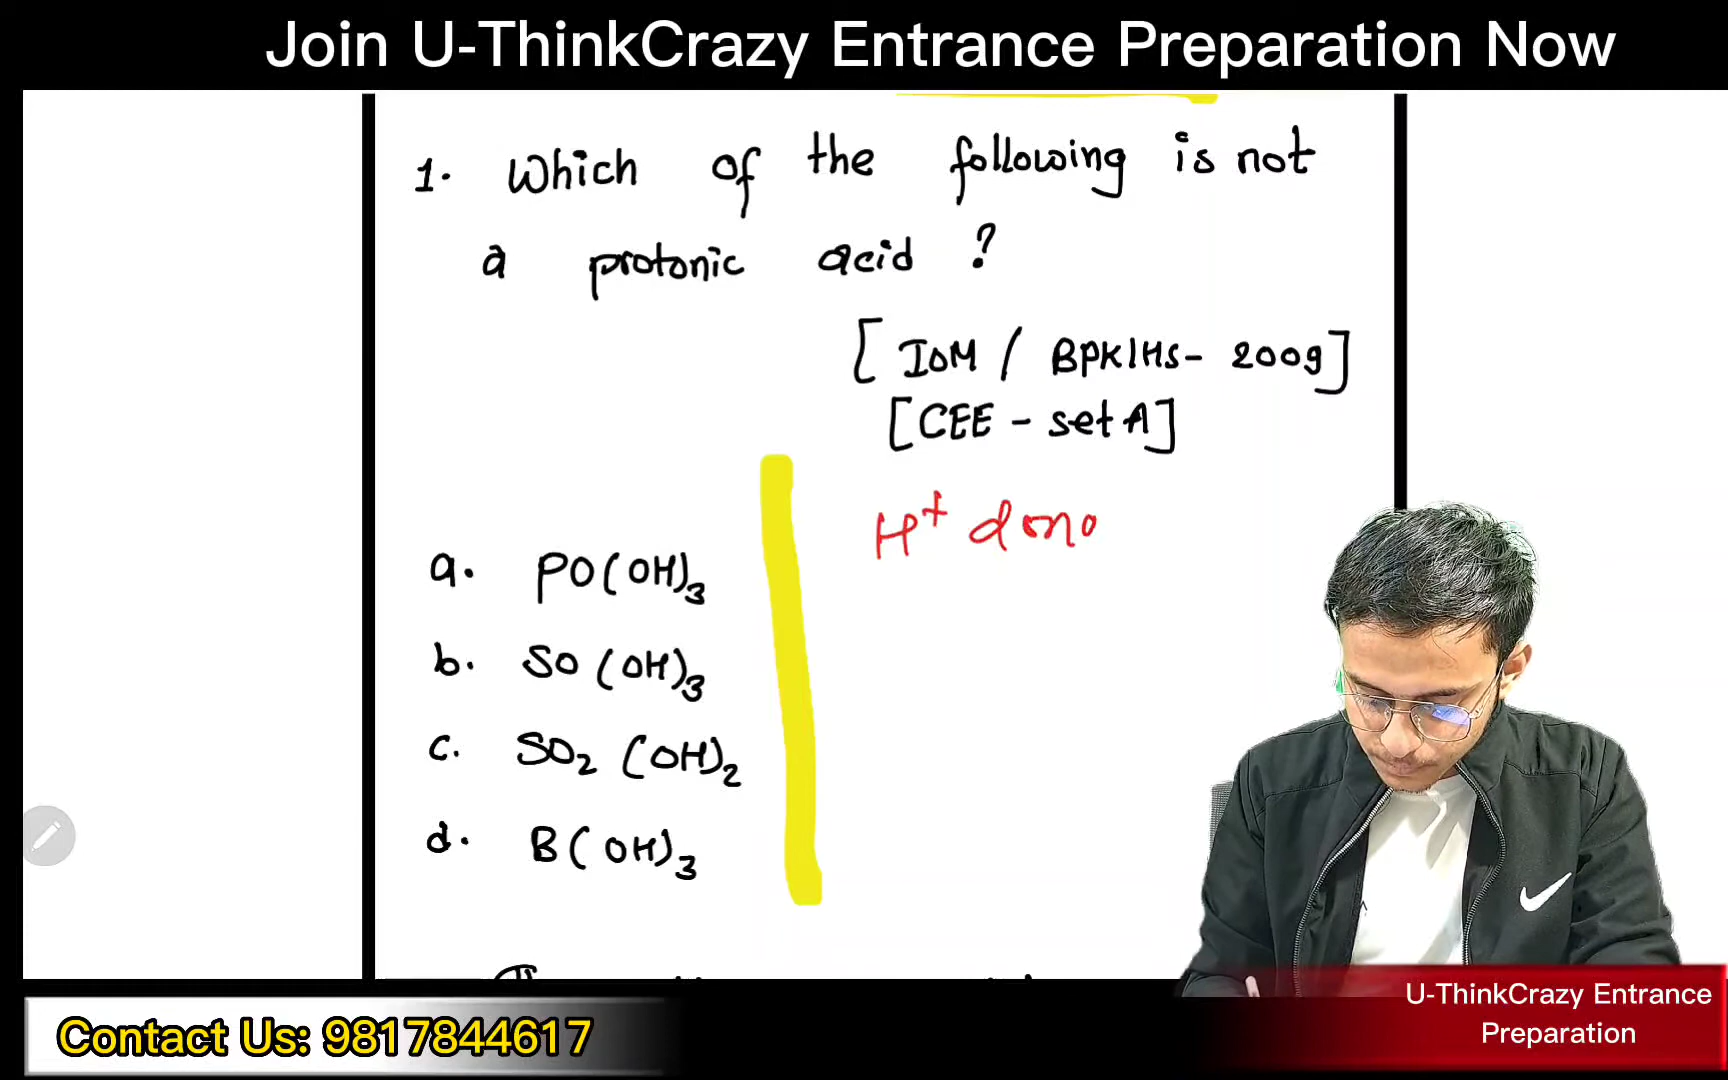 Join U-ThinkCrazy Entrance Preparation Now
1. Which of the following is not
a protonic acid ?
[IOM / BPKIHS - 2009]
[CEE - set A]
H⁺ dono
a. PO(OH)₃
b. SO(OH)₃
c. SO₂(OH)₂
d. B(OH)₃
Contact Us: 9817844617
U-ThinkCrazy Entrance
Preparation